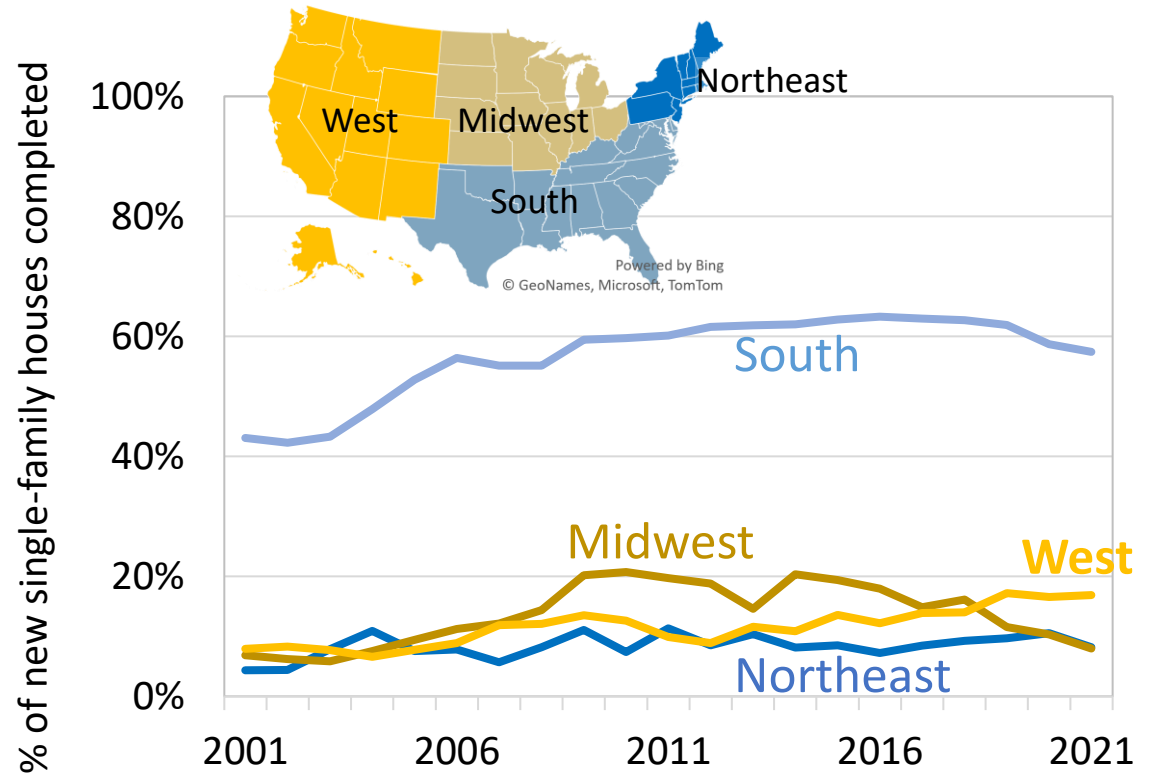 % of new single-family houses completed
100%
80%
60%
40%
20%
0%
West
Midwest
Northeast
South
Powered by Bing
© GeoNames, Microsoft, TomTom
South
Midwest
West
Northeast
2001
2006
2011
2016
2021